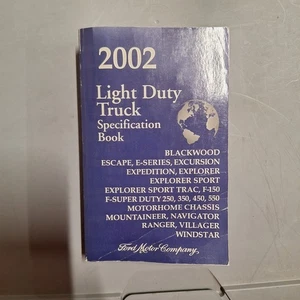 2002
Light Duty
Truck
Specification
Book
BLACKWOOD
ESCAPE, E-SERIES, EXCURSION
EXPEDITION, EXPLORER
EXPLORER SPORT
EXPLORER SPORT TRAC, F-150
F-SUPER DUTY 250, 350, 450, 550
MOTORHOME CHASSIS
MOUNTAINEER, NAVIGATOR
RANGER, VILLAGER
WINDSTAR
Ford Motor Company,